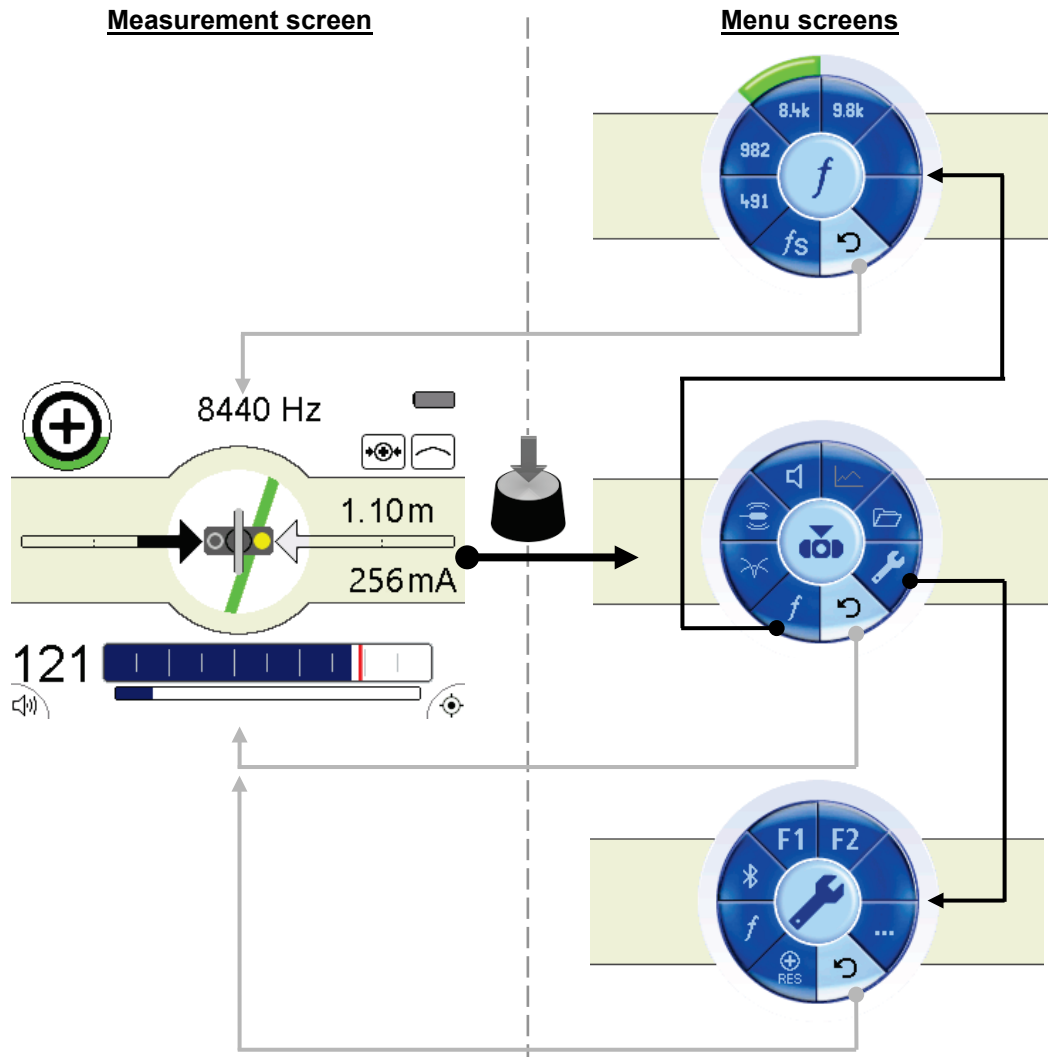 Measurement screen
Menu screens
8.4k 9.8k
982
491
f
fs
8440 Hz
1.10m
256mA
f
121
F1 F2
f
...
RES